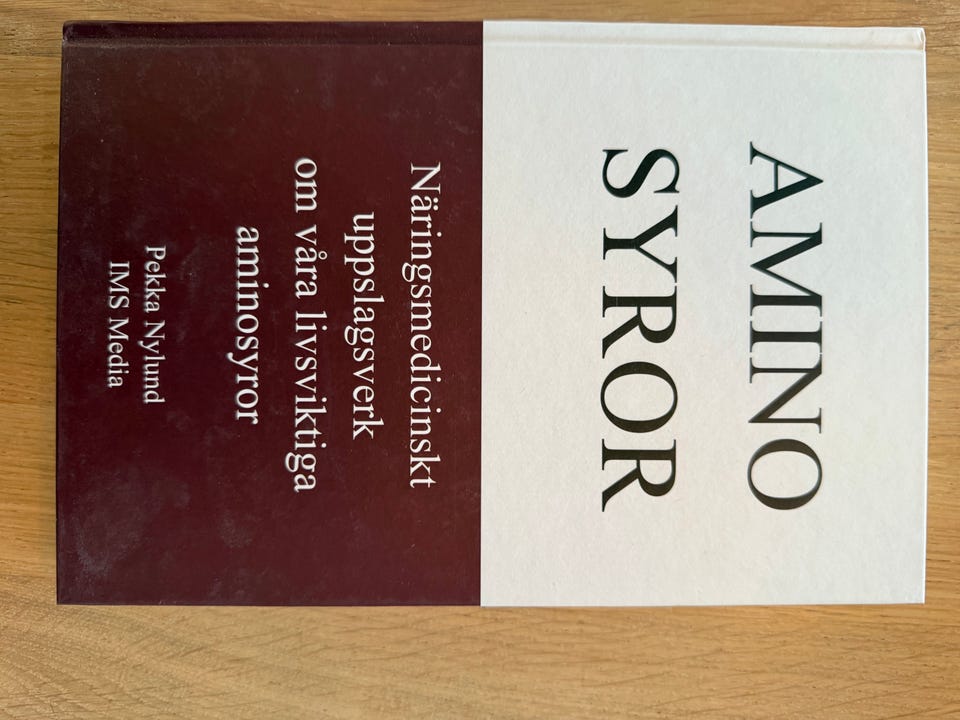 AMINO
SYROR
Näringsmedicinskt
uppslagsverk
om våra livsviktiga
aminosyror
Pekka Nylund
IMS Media